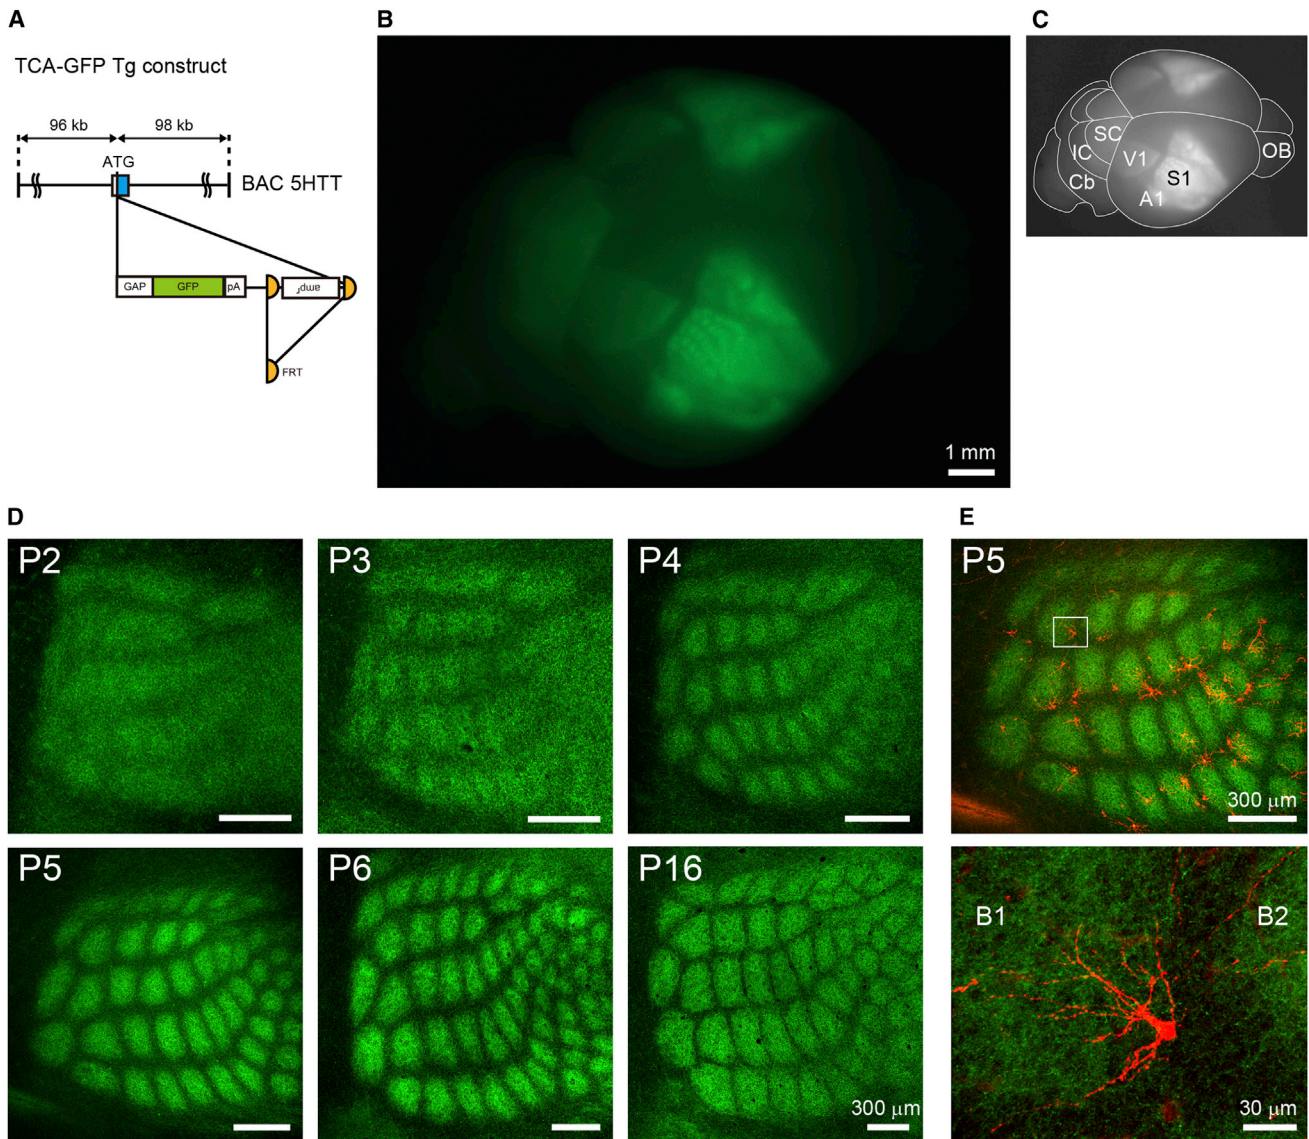 A
TCA-GFP Tg construct
96 kb
98 kb
ATG
BAC 5HTT
GAP
GFP
pA
ampr
FRT
B
1 mm
C
SC
IC
Cb
V1
A1
S1
OB
D
P2
P3
P4
P5
P6
P16
300 μm
E
P5
300 μm
B1
B2
30 μm